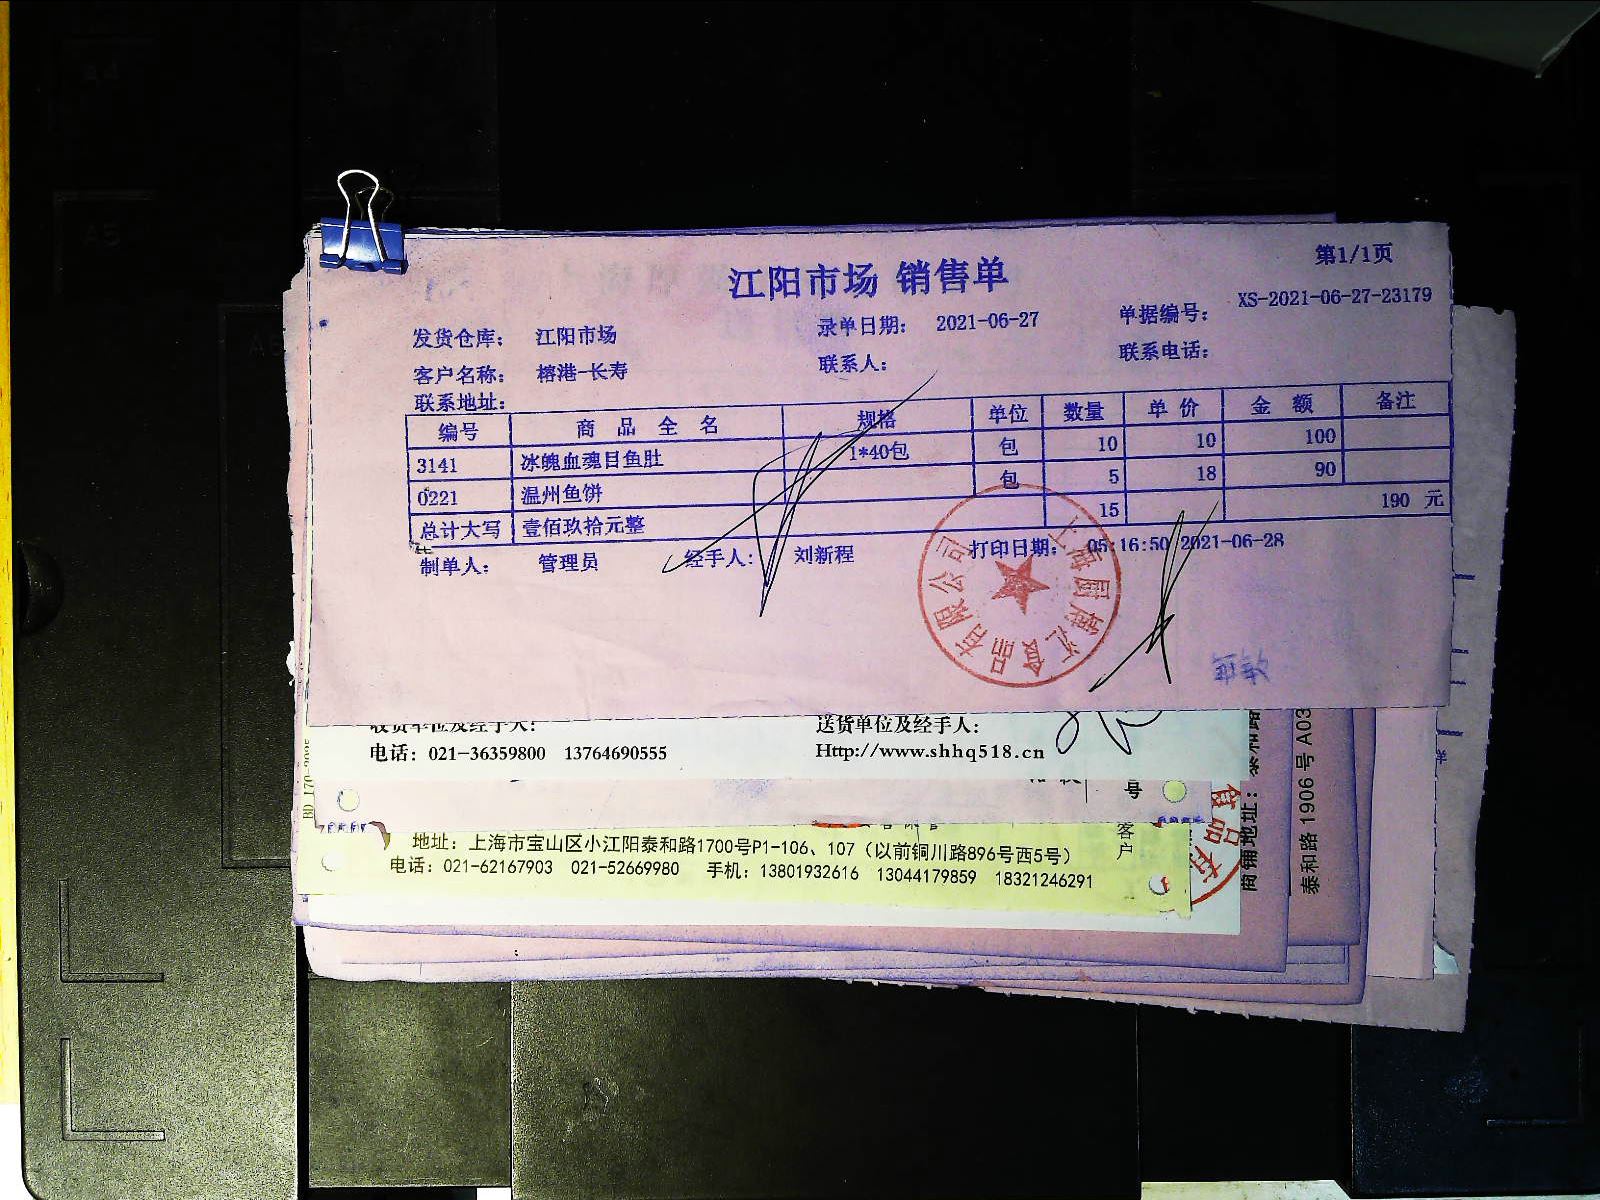 江阳市场 销售单
第1/1页
发货仓库： 江阳市场 录单日期： 2021-06-27 单据编号： XS-2021-06-27-23179
客户名称： 榕港-长寿 联系人： 联系电话：
联系地址：
编号 商 品 全 名 规格 单位 数量 单 价 金 额 备注
3141 冰魄血魂目鱼肚 1*40包 包 10 10 100
0221 温州鱼饼 包 5 18 90
总计大写 壹佰玖拾元整 15 190 元
制单人： 管理员 经手人： 刘新程 打印日期： 05:16:50 2021-06-28
收货单位及经手人： 送货单位及经手人：
电话：021-36359800 13764690555 Http://www.shhq518.cn
号
客户
地址：上海市宝山区小江阳泰和路1700号P1-106、107（以前铜川路896号西5号）
电话：021-62167903 021-52669980 手机：13801932616 13044179859 18321246291
商铺地址：泰和路
泰和路 1906 号 A03